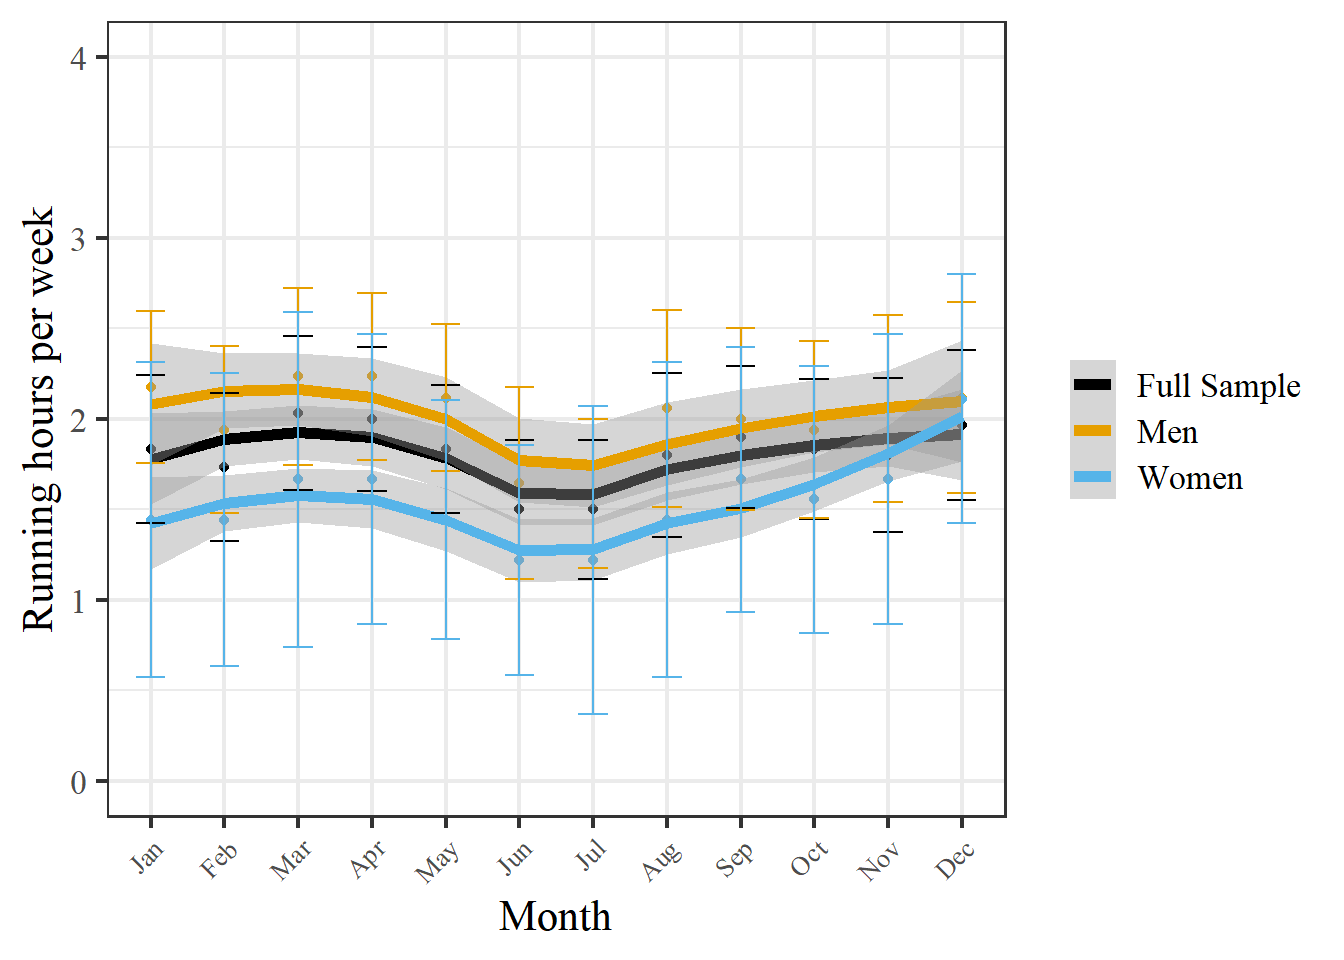 4
3
2
1
0
Running hours per week
Jan
Feb
Mar
Apr
May
Jun
Jul
Aug
Sep
Oct
Nov
Dec
Month
Full Sample
Men
Women